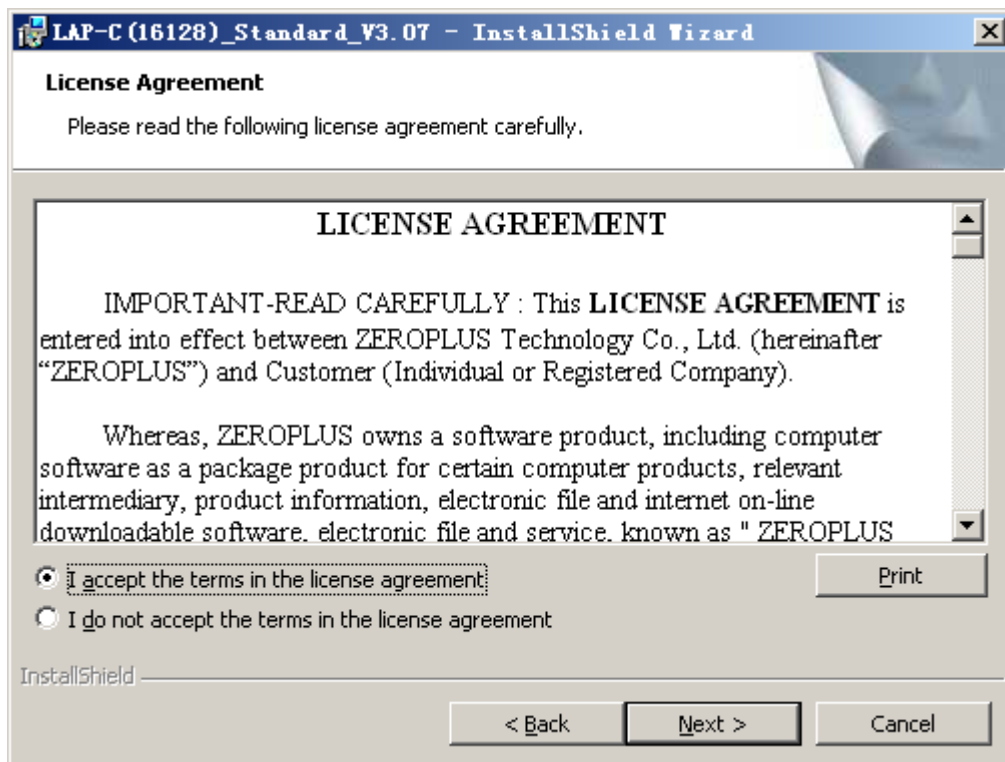 LAP-C(16128)_Standard_V3.07 - InstallShield Wizard
License Agreement
Please read the following license agreement carefully.
LICENSE AGREEMENT
IMPORTANT-READ CAREFULLY : This LICENSE AGREEMENT is
entered into effect between ZEROPLUS Technology Co., Ltd. (hereinafter
“ZEROPLUS”) and Customer (Individual or Registered Company).
Whereas, ZEROPLUS owns a software product, including computer
software as a package product for certain computer products, relevant
intermediary, product information, electronic file and internet on-line
downloadable software, electronic file and service, known as " ZEROPLUS
I accept the terms in the license agreement
Print
I do not accept the terms in the license agreement
InstallShield
< Back
Next >
Cancel